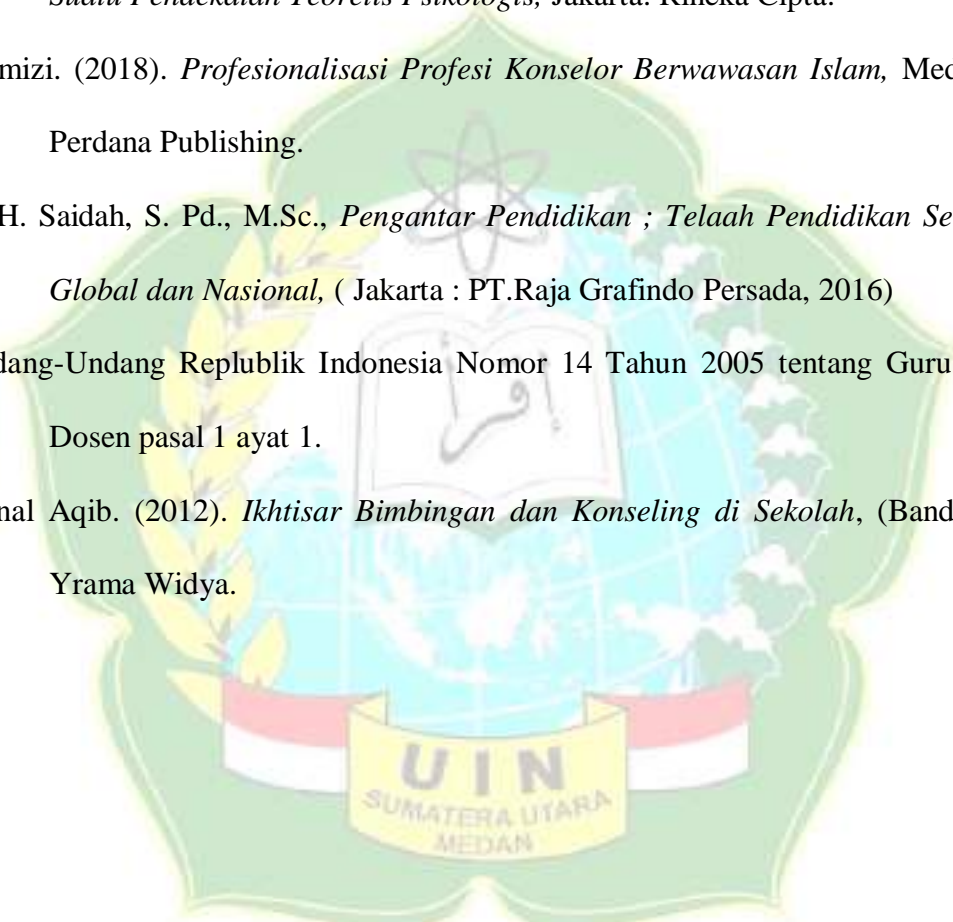 Suatu Pendekatan Teoretis Psikologis, Jakarta: Rineka Cipta.
mizi. (2018). Profesionalisasi Profesi Konselor Berwawasan Islam, Med
Perdana Publishing.
H. Saidah, S. Pd., M.Sc., Pengantar Pendidikan ; Telaah Pendidikan Se
Global dan Nasional, ( Jakarta : PT.Raja Grafindo Persada, 2016)
dang-Undang Replublik Indonesia Nomor 14 Tahun 2005 tentang Guru
Dosen pasal 1 ayat 1.
nal Aqib. (2012). Ikhtisar Bimbingan dan Konseling di Sekolah, (Band
Yrama Widya.
اقرأ
UIN
SUMATERA UTARA
MEDAN